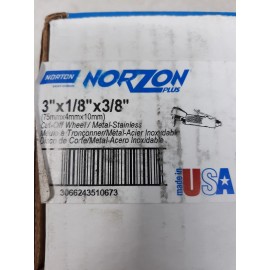 NORTON
NORZON
PLUS
3"x1/8"x3/8"
(75mmx4mmx10mm)
Cut-Off Wheel / Metal-Stainless
Meule à Tronçonner/Metal-Acier Inoxidable
Disco de Corte/Metal-Acero Inoxidable
made in
USA
3066243510673